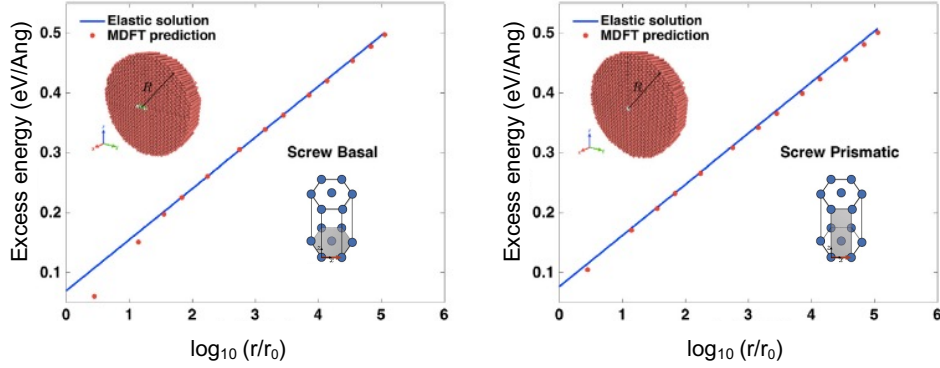 Elastic solution
MDFT prediction
Excess energy (eV/Ang)
0.5
0.4
0.3
0.2
0.1
R
Screw Basal
0 1 2 3 4 5 6
log10 (r/r0)
Elastic solution
MDFT prediction
Excess energy (eV/Ang)
0.5
0.4
0.3
0.2
0.1
R
Screw Prismatic
0 1 2 3 4 5 6
log10 (r/r0)